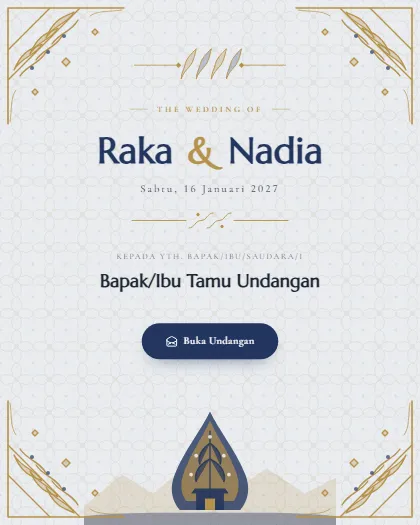 THE WEDDING OF
Raka & Nadia
Sabtu, 16 Januari 2027
KEPADA YTH. BAPAK/IBU/SAUDARA/I
Bapak/Ibu Tamu Undangan
Buka Undangan